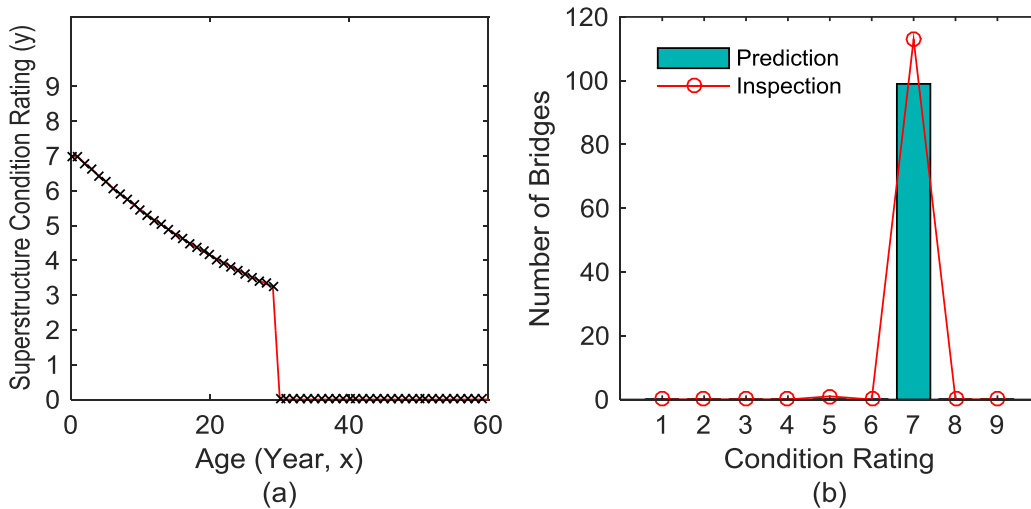 Superstructure Condition Rating (y)
9
8
7
6
5
4
3
2
1
0
0 20 40 60
Age (Year, x)
(a)
Number of Bridges
120
100
80
60
40
20
0
Prediction
Inspection
1 2 3 4 5 6 7 8 9
Condition Rating
(b)